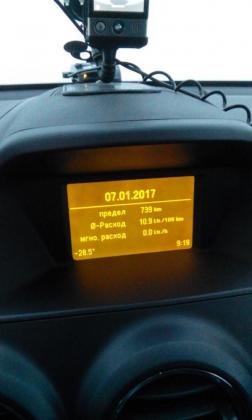 07.01.2017
предел 739 km
Ø-Расход 10.9 ltr./100 km
мгно. расход 0.0 ltr./h
-28.5° 9:19